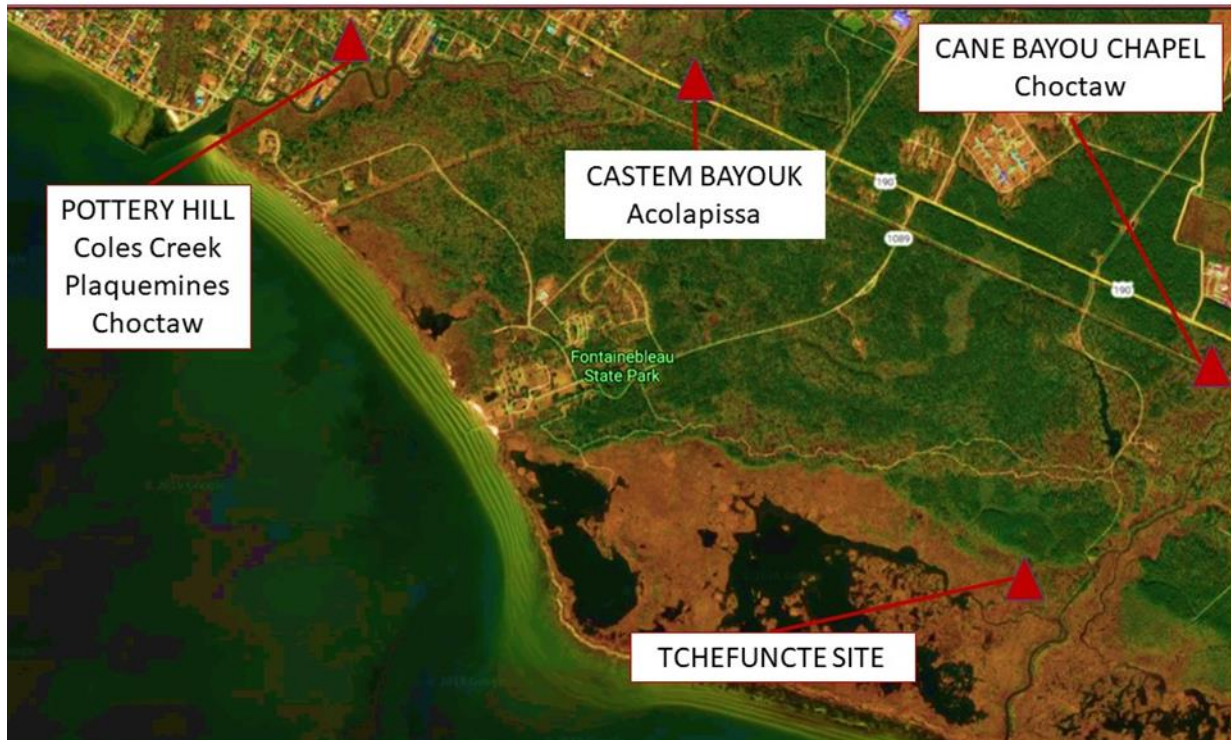 CANE BAYOU CHAPEL
Choctaw
CASTEM BAYOUK
Acolapissa
190
POTTERY HILL
Coles Creek
Plaquemines
Choctaw
1089
190
Fontainebleau
State Park
TCHEFUNCTE SITE